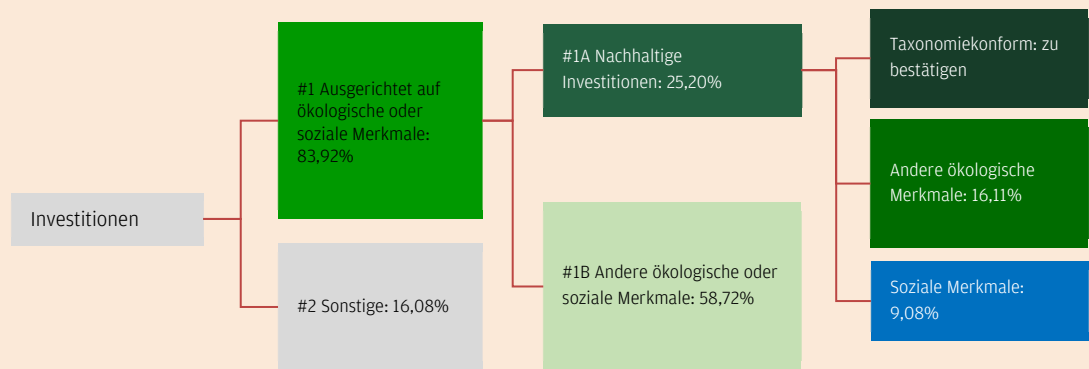 Investitionen
#1 Ausgerichtet auf
ökologische oder
soziale Merkmale:
83,92%
#2 Sonstige: 16,08%
#1A Nachhaltige
Investitionen: 25,20%
#1B Andere ökologische oder
soziale Merkmale: 58,72%
Taxonomiekonform: zu
bestätigen
Andere ökologische
Merkmale: 16,11%
Soziale Merkmale:
9,08%